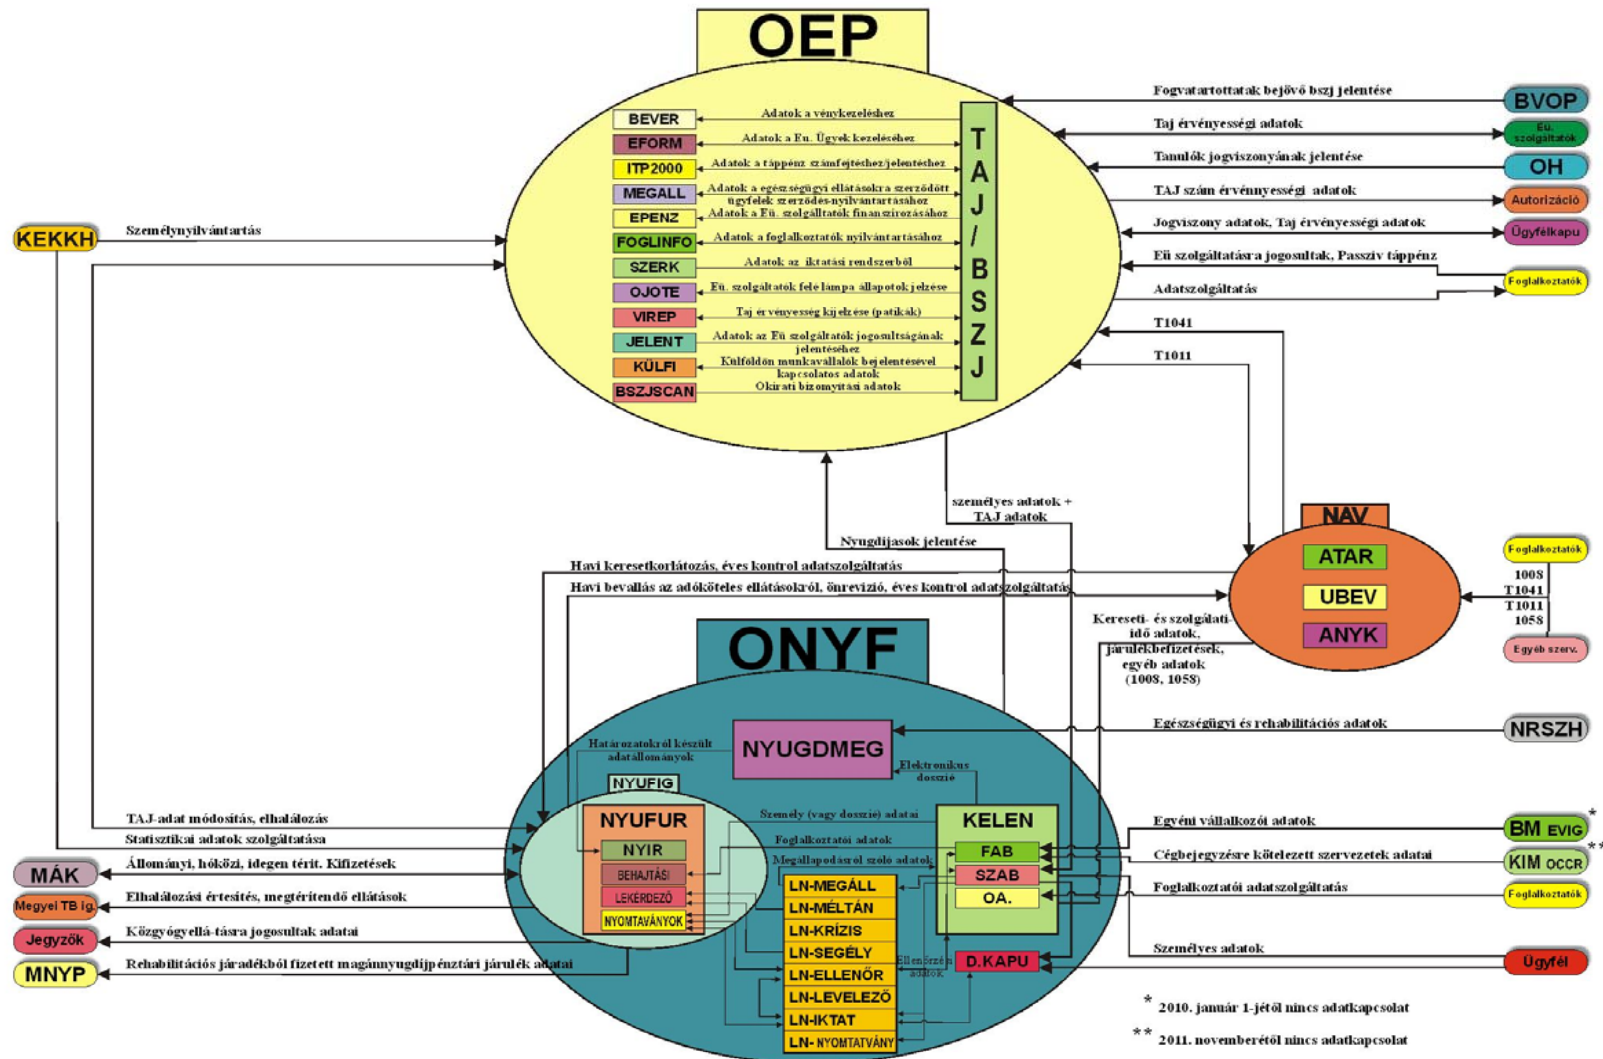 OEP
BEVER
Adatok a vénykezeléshez
EFORM
Adatok a Eu. Ügyek kezeléséhez
ITP2000
Adatok a táppénz számfejtéshez/jelentéshez
MEGALL
Adatok a egészségügyi ellátásokra szerződött
ügyfelek szerződés-nyilvántartásához
EPENZ
Adatok a Eü. szolgálltatók finanszírozásához
FOGLINFO
Adatok a foglalkoztatók nyilvántartásához
SZERK
Adatok az iktatási rendszerből
OJOTE
Eü. szolgáltatók felé lámpa állapotok jelzése
VIREP
Taj érvényesség kijelzése (patikák)
JELENT
Adatok az Eü szolgáltatók jogosultságának
jelentéséhez
KÜLFI
Külföldön munkavállalók bejelentésével
kapcsolatos adatok
BSZJSCAN
Okirati bizomyítási adatok
TAJ/BSZJ
Fogvatartottatak bejövő bszj jelentése
BVOP
Taj érvényességi adatok
Eü.
szolgáltatók
Tanulók jogviszonyának jelentése
OH
TAJ szám érvénnyességi adatok
Autorizáció
Jogviszony adatok, Taj érvényességi adatok
Ügyfélkapu
Eü szolgáltatásra jogosultak, Passzív táppénz
Foglalkoztatók
Adatszolgáltatás
T1041
T1011
KEKKH
Személynyilvántartás
személyes adatok +
TAJ adatok
Nyugdíjasok jelentése
NAV
ATAR
UBEV
ANYK
Foglalkoztatók
1008
T1041
T1011
1058
Egyéb szerv.
Havi keresetkorlátozás, éves kontrol adatszolgáltatás
Havi bevallás az adóköteles ellátásokról, önrevizió, éves kontrol adatszolgáltatás
Kereseti- és szolgálati-
idő adatok,
járulékbefizetések,
egyéb adatok
(1008, 1058)
ONYF
NYUGDMEG
Egészségügyi és rehabilitációs adatok
NRSZH
Határozatokról készült
adatállományok
Elektronikus
dosszié
NYUFIG
NYUFUR
NYIR
BEHAJTÁSI
LEKÉRDEZŐ
NYOMTAVÁNYOK
Személy (vagy dosszié) adatai
Foglalkoztatói adatok
Megállapodásról szóló adatok
LN-MEGÁLL
LN-MÉLTÁN
LN-KRÍZIS
LN-SEGÉLY
LN-ELLENŐR
LN-LEVELEZŐ
LN-IKTAT
LN- NYOMTATVÁNY
KELEN
FAB
SZAB
OA.
D.KAPU
Ellenőrzési
adatok
TAJ-adat módosítás, elhalálozás
Statisztikai adatok szolgáltatása
MÁK
Állományi, hóközi, idegen térit. Kifizetések
Megyei TB ig.
Elhalálozási értesítés, megtérítendő ellátások
Jegyzők
Közgyógyellá-tásra jogosultak adatai
MNYP
Rehabilitációs járadékból fizetett magánnyugdíjpénztári járulék adatai
Egyéni vállalkozói adatok
BM EVIG *
Cégbejegyzésre kötelezett szervezetek adatai
KIM OCCR **
Foglalkoztatói adatszolgáltatás
Foglalkoztatók
Személyes adatok
Ügyfél
* 2010. január 1-jétől nincs adatkapcsolat
** 2011. novemberétől nincs adatkapcsolat